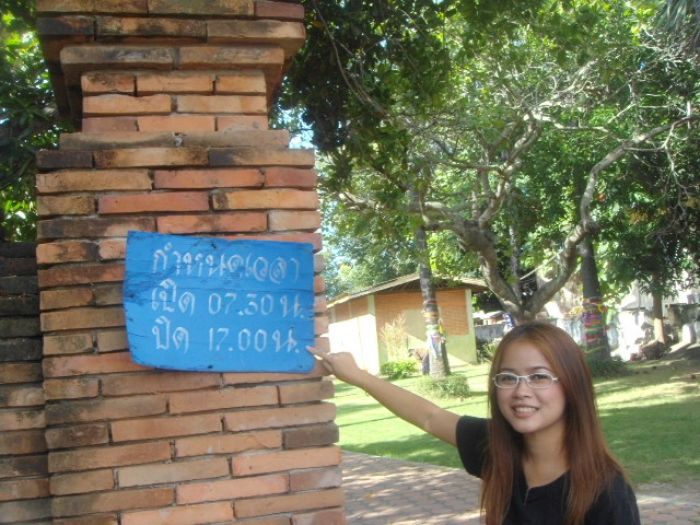 กำหนดเวลา
เปิด 07.30 น.
ปิด 17.00 น.